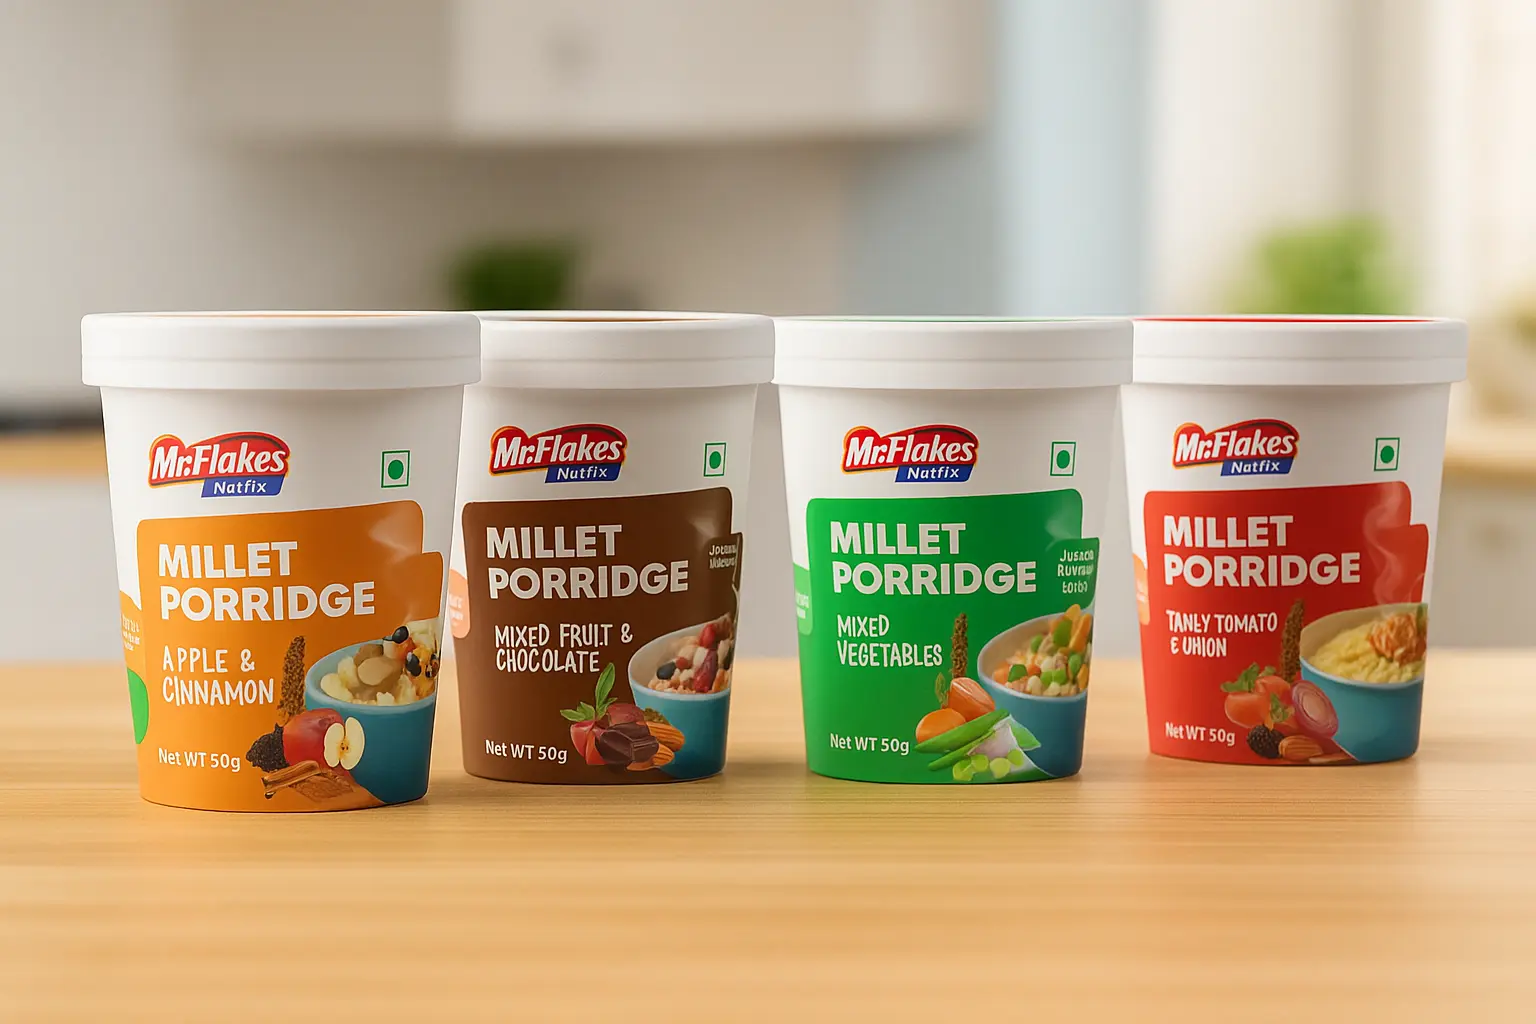 Mr.Flakes
Natfix
MILLET
PORRIDGE
APPLE &
CINNAMON
Net WT 50g
Mr.Flakes
Nutfix
MILLET
PORRIDGE
MIXED FRUIT &
CHOCOLATE
Net WT 50g
Mr.Flakes
Natfix
MILLET
PORRIDGE
MIXED
VEGETABLES
Net WT 50g
Mr.Flakes
Natfix
MILLET
PORRIDGE
TANLY TOMATO
& UHION
Net WT 50g